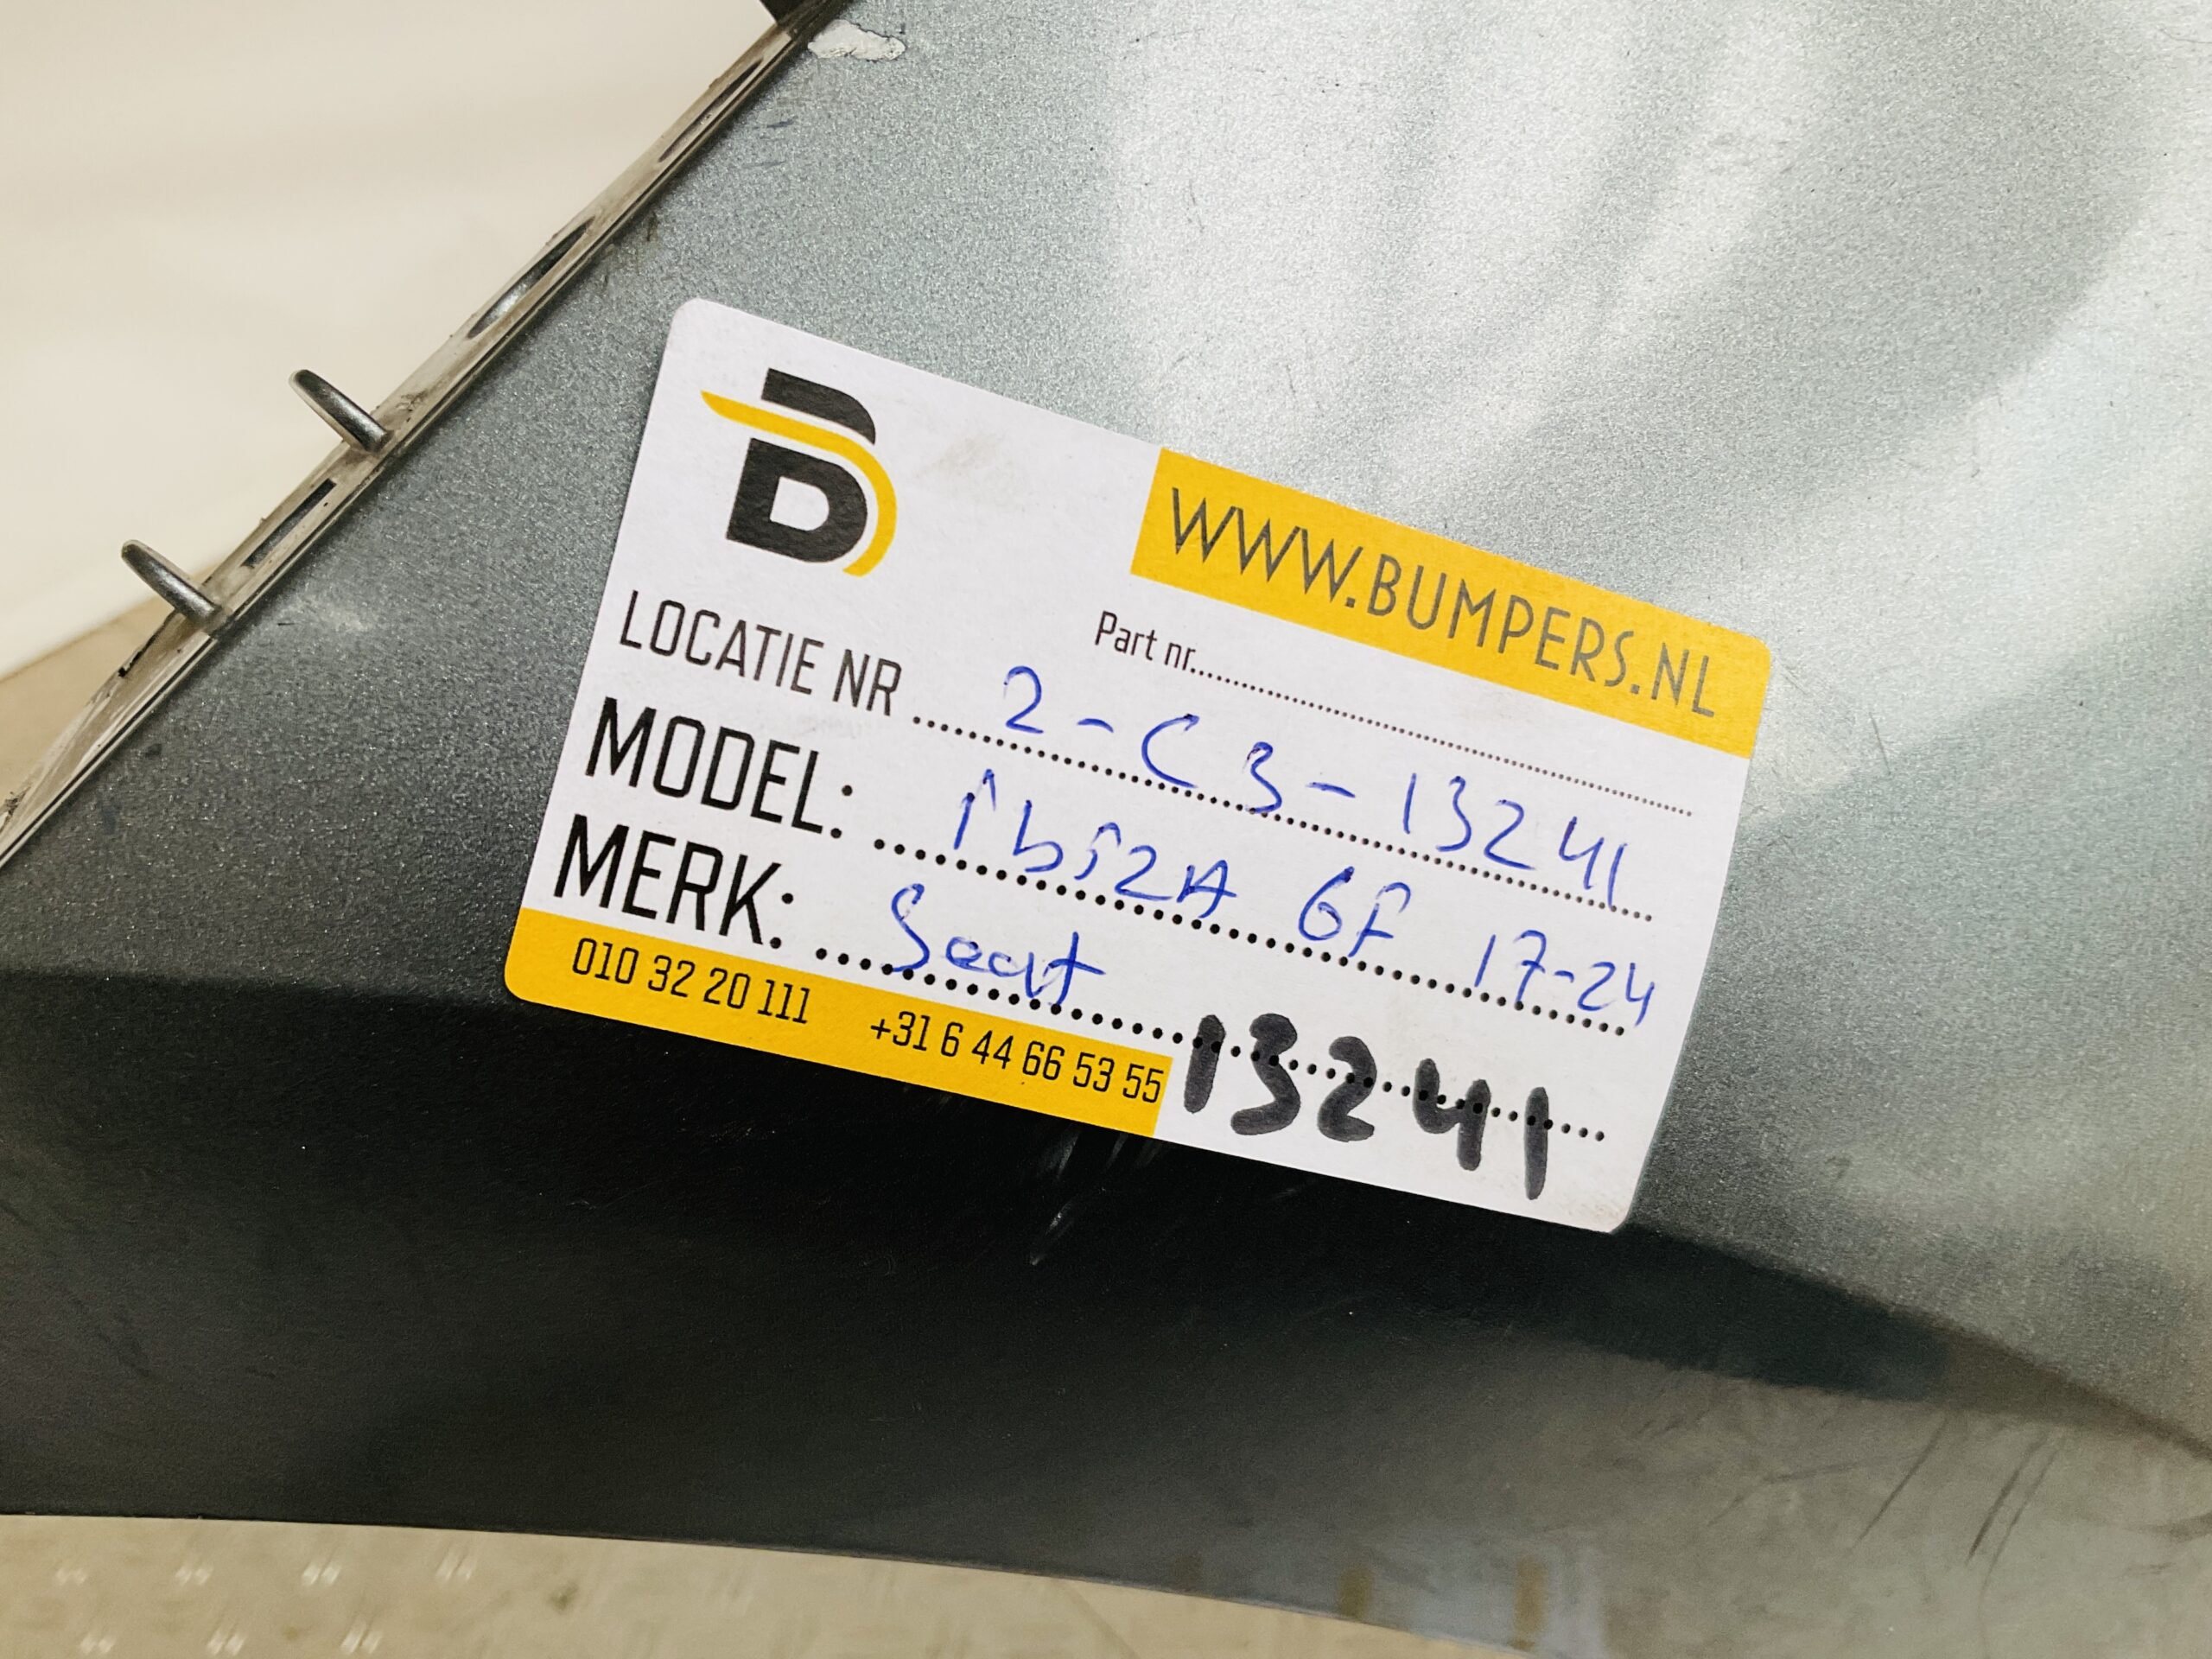 B
WWW.BUMPERS.NL
Part nr.
LOCATIE NR 2-C3-13241
MODEL: ibiza 6F 17-24
MERK: Seat
13241
010 32 20 111 +31 6 44 66 53 55